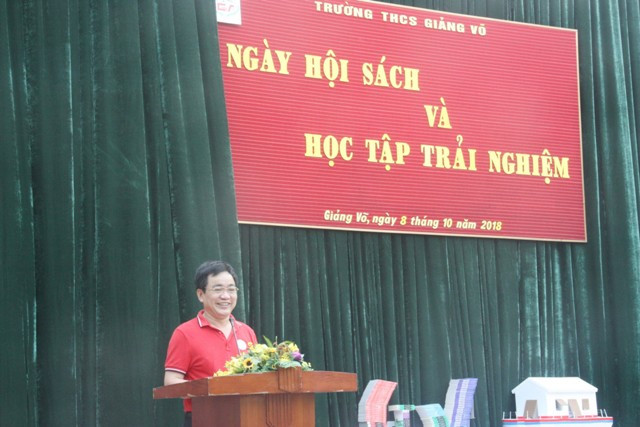 TRƯỜNG THCS GIẢNG VÕ
NGÀY HỘI SÁCH
VÀ
HỌC TẬP TRẢI NGHIỆM
Giảng Võ, ngày 8 tháng 10 năm 2018